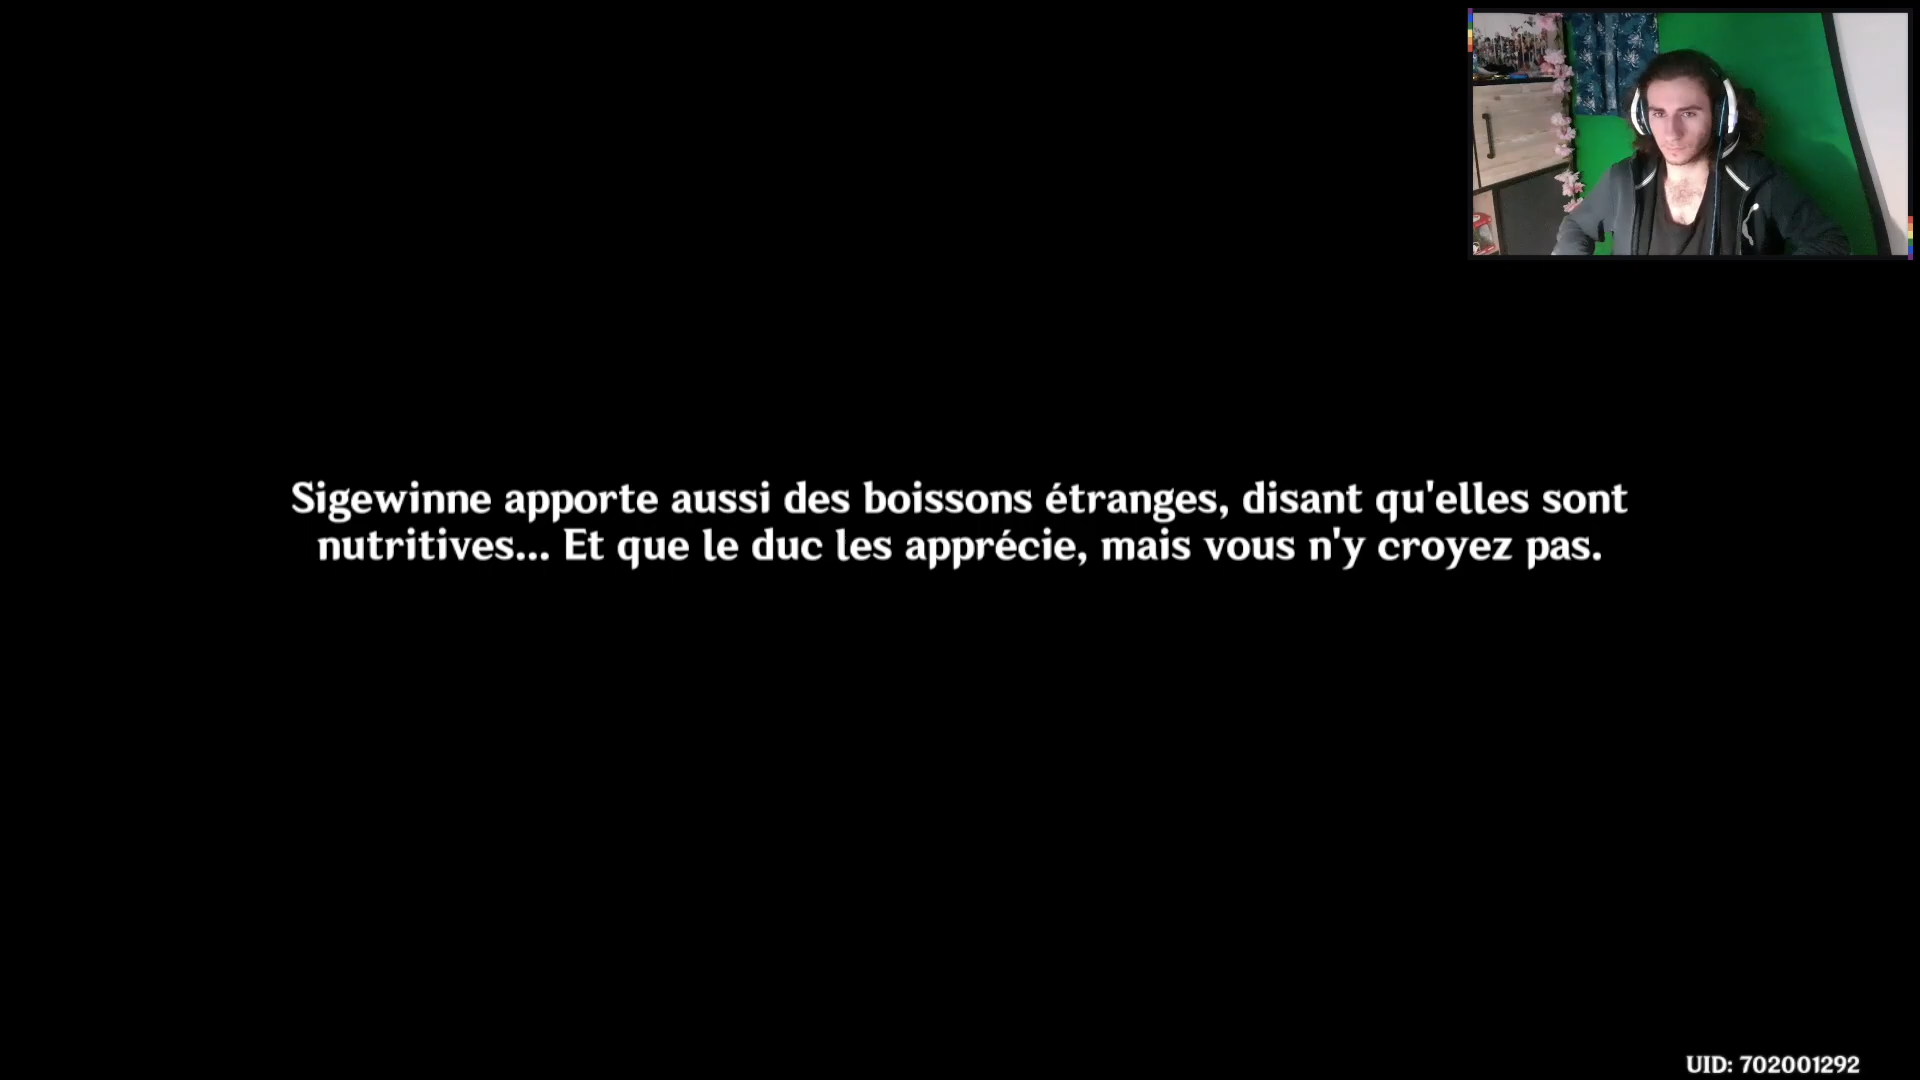 Sigewinne apporte aussi des boissons étranges, disant qu'elles sont
nutritives... Et que le duc les apprécie, mais vous n'y croyez pas.
UID: 702001292